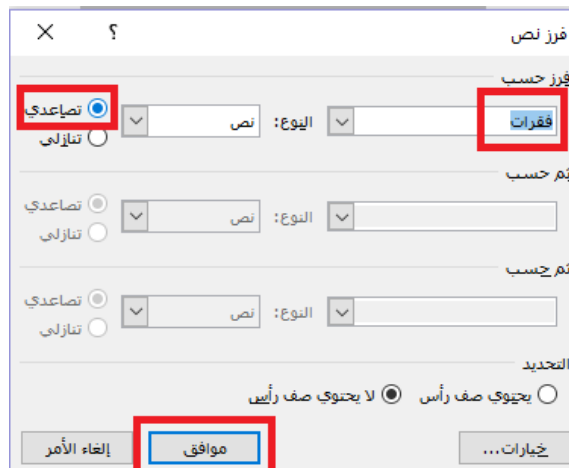 فرز نص ؟
فرز حسب
فقرات النوع: نص تصاعدي
تنازلي
ثم حسب
النوع: نص تصاعدي
تنازلي
ثم حسب
النوع: نص تصاعدي
تنازلي
التحديد
يحتوي صف رأس لا يحتوي صف رأس
خيارات... موافق إلغاء الأمر